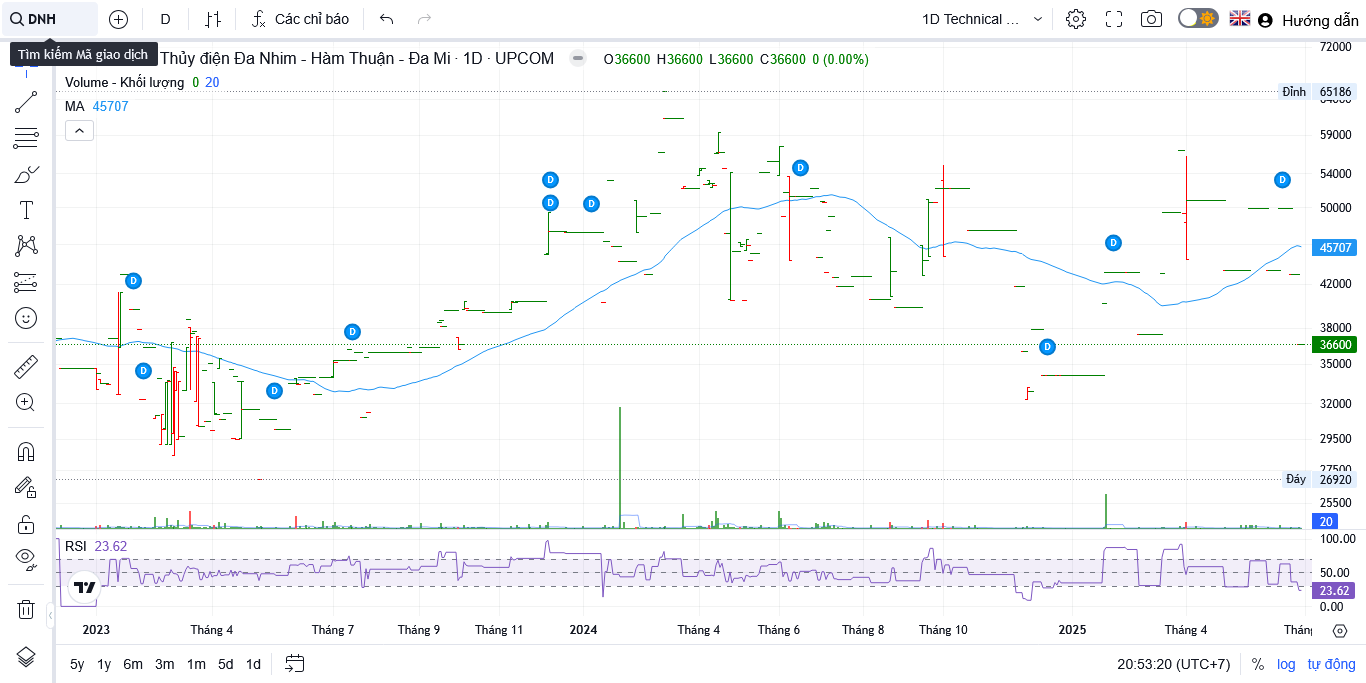 DNH
D
Các chỉ báo
1D Technical ...
Hướng dẫn
Tìm kiếm Mã giao dịch
Thủy điện Đa Nhim - Hàm Thuận - Đa Mi · 1D · UPCOM
O36600 H36600 L36600 C36600 0 (0.00%)
Volume - Khối lượng 0 20
MA 45707
72000
Đỉnh 65186
59000
54000
50000
45707
42000
38000
36600
35000
32000
29500
27500
Đáy 26920
25500
20
D
D
D
D
D
D
D
D
D
D
D
RSI 23.62
100.00
50.00
23.62
0.00
2023 Tháng 4 Tháng 7 Tháng 9 Tháng 11 2024 Tháng 4 Tháng 6 Tháng 8 Tháng 10 2025 Tháng 4
5y 1y 6m 3m 1m 5d 1d
20:53:20 (UTC+7) % log tự động